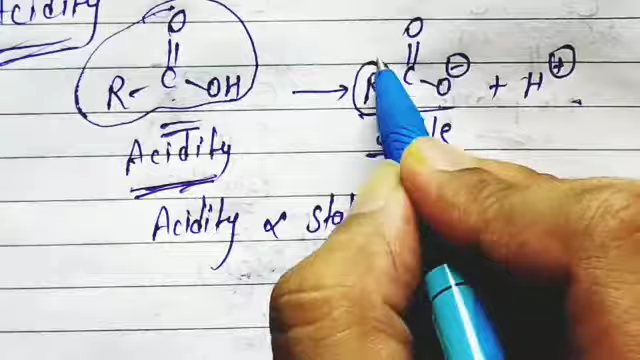 Acidity
O O
R-C-OH → R C-O⊖ + H⊕
Acidity
Acidity ∝